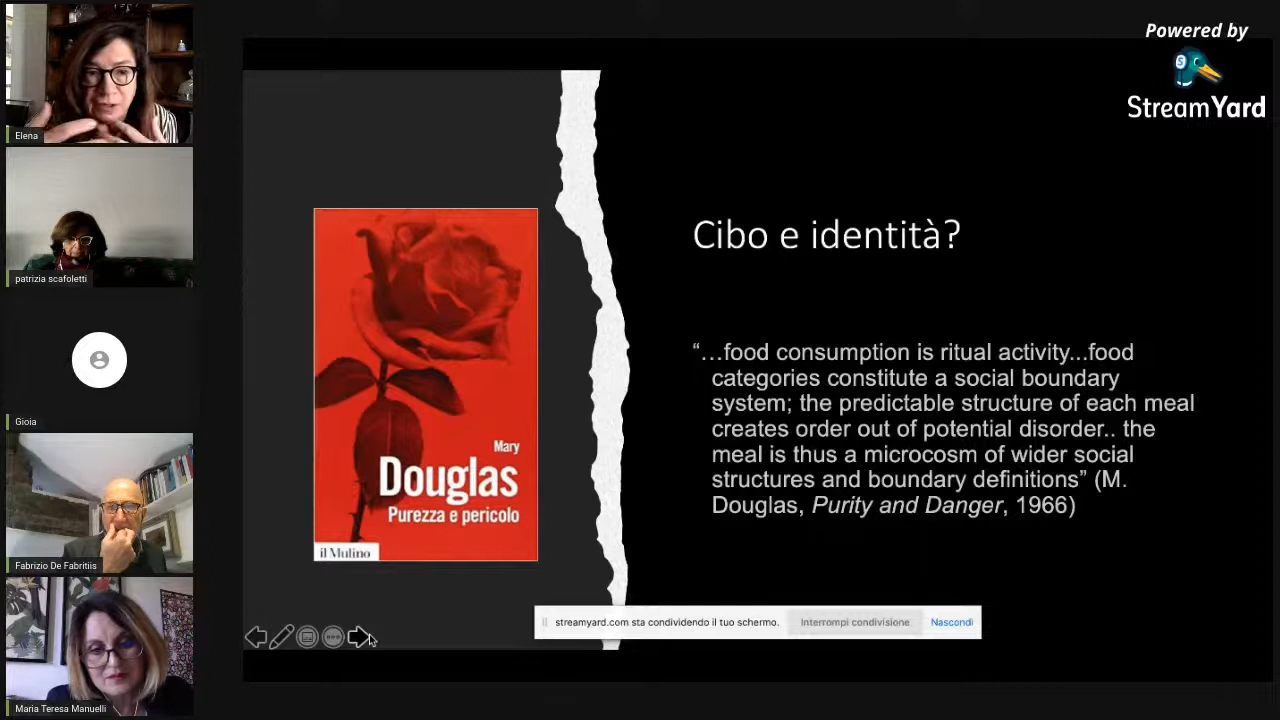 Powered by
StreamYard
Elena
patrizia scafoletti
Gioia
Fabrizio De Fabritiis
Maria Teresa Manuelli
Mary
Douglas
Purezza e pericolo
il Mulino
Cibo e identità?
“…food consumption is ritual activity...food
categories constitute a social boundary
system; the predictable structure of each meal
creates order out of potential disorder.. the
meal is thus a microcosm of wider social
structures and boundary definitions” (M.
Douglas, Purity and Danger, 1966)
streamyard.com sta condividendo il tuo schermo.
Interrompi condivisione
Nascondi